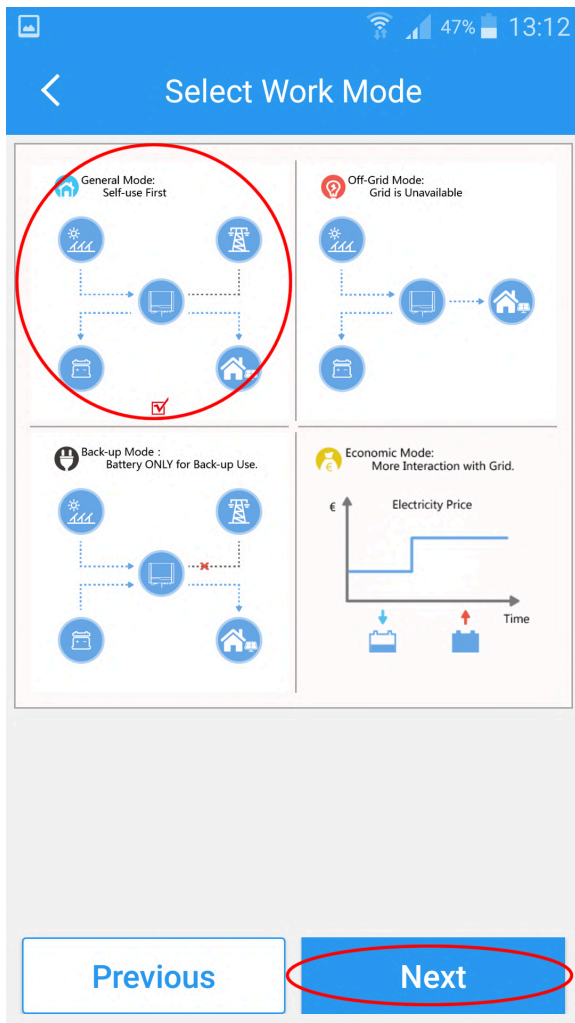 47% 13:12
Select Work Mode
General Mode:
Self-use First
Off-Grid Mode:
Grid is Unavailable
Back-up Mode :
Battery ONLY for Back-up Use.
Economic Mode:
More Interaction with Grid.
€
Electricity Price
Time
Previous
Next